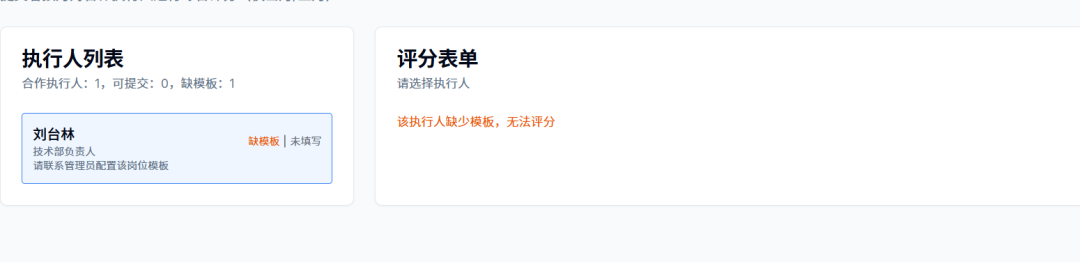 执行人列表
合作执行人：1，可提交：0，缺模板：1
刘台林
缺模板 | 未填写
技术部负责人
请联系管理员配置该岗位模板
评分表单
请选择执行人
该执行人缺少模板，无法评分